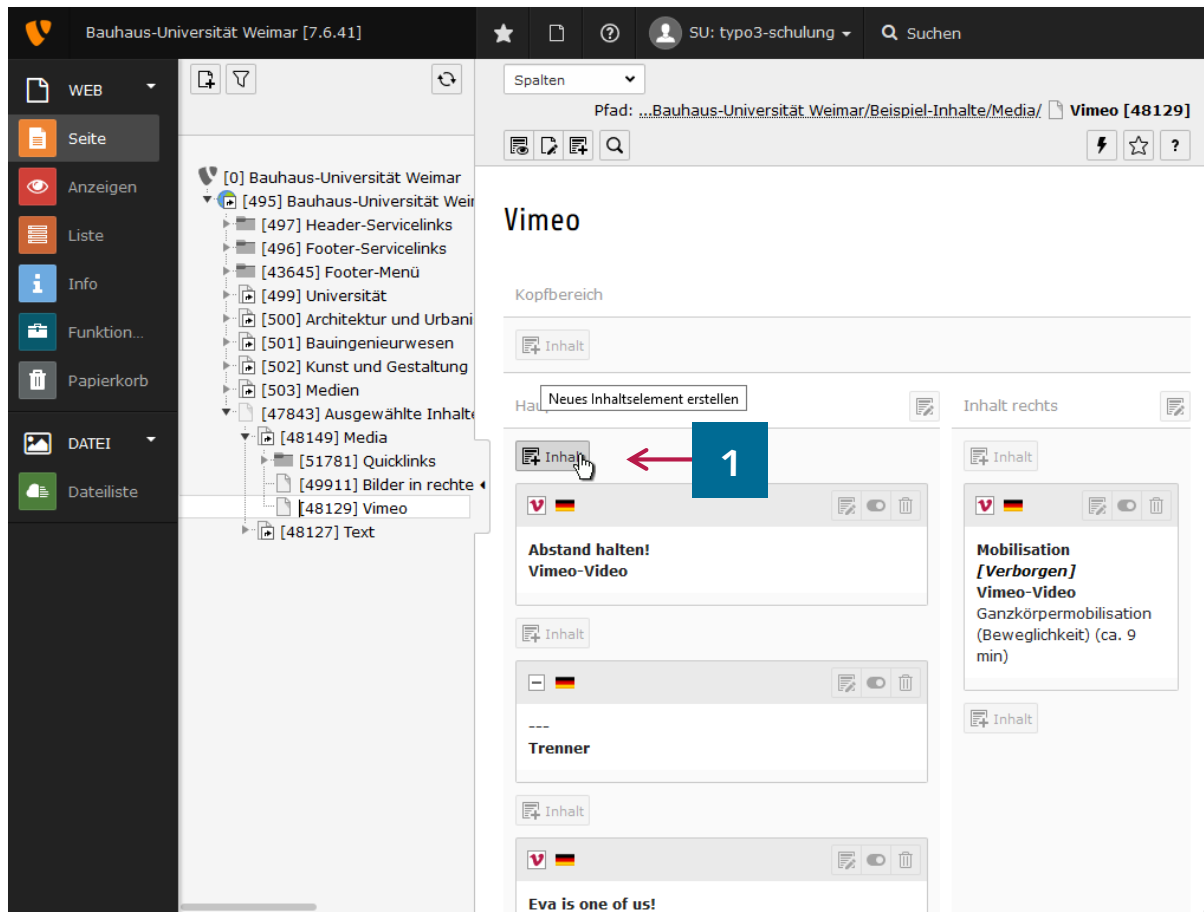 Bauhaus-Universität Weimar [7.6.41]
SU: typo3-schulung
Suchen
WEB
Seite
Anzeigen
Liste
Info
Funktion...
Papierkorb
DATEI
Dateiliste
[0] Bauhaus-Universität Weimar
[495] Bauhaus-Universität Wei
[497] Header-Servicelinks
[496] Footer-Servicelinks
[43645] Footer-Menü
[499] Universität
[500] Architektur und Urbani
[501] Bauingenieurwesen
[502] Kunst und Gestaltung
[503] Medien
[47843] Ausgewählte Inhalte
[48149] Media
[51781] Quicklinks
[49911] Bilder in rechte
[48129] Vimeo
[48127] Text
Spalten
Pfad: ...Bauhaus-Universität Weimar/Beispiel-Inhalte/Media/ Vimeo [48129]
?
Vimeo
Kopfbereich
Inhalt
Neues Inhaltselement erstellen
Inhalt
1
Abstand halten!
Vimeo-Video
Inhalt
---
Trenner
Inhalt
Eva is one of us!
Inhalt rechts
Inhalt
Mobilisation
[Verborgen]
Vimeo-Video
Ganzkörpermobilisation
(Beweglichkeit) (ca. 9
min)
Inhalt